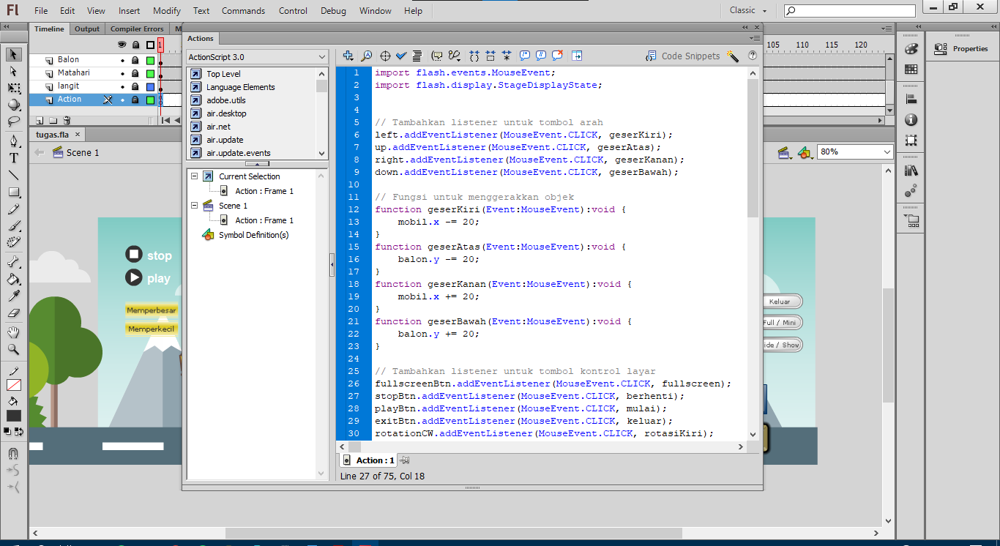 Fl File Edit View Insert Modify Text Commands Control Debug Window Help Classic
Timeline Output Compiler Errors M
1 105 110 115 120
Balon
Matahari
langit
Action
tugas.fla
Scene 1
80%
Properties
stop
play
Memperbesar
Memperkecil
Keluar
Full / Mini
ide / Show
Actions
ActionScript 3.0
Code Snippets
Top Level
Language Elements
adobe.utils
air.desktop
air.net
air.update
air.update.events
Current Selection
Action : Frame 1
Scene 1
Action : Frame 1
Symbol Definition(s)
1 import flash.events.MouseEvent;
2 import flash.display.StageDisplayState;
3
4
5 // Tambahkan listener untuk tombol arah
6 left.addEventListener(MouseEvent.CLICK, geserKiri);
7 up.addEventListener(MouseEvent.CLICK, geserAtas);
8 right.addEventListener(MouseEvent.CLICK, geserKanan);
9 down.addEventListener(MouseEvent.CLICK, geserBawah);
10
11 // Fungsi untuk menggerakkan objek
12 function geserKiri(Event:MouseEvent):void {
13 mobil.x -= 20;
14 }
15 function geserAtas(Event:MouseEvent):void {
16 balon.y -= 20;
17 }
18 function geserKanan(Event:MouseEvent):void {
19 mobil.x += 20;
20 }
21 function geserBawah(Event:MouseEvent):void {
22 balon.y += 20;
23 }
24
25 // Tambahkan listener untuk tombol kontrol layar
26 fullscreenBtn.addEventListener(MouseEvent.CLICK, fullscreen);
27 stopBtn.addEventListener(MouseEvent.CLICK, berhenti);
28 playBtn.addEventListener(MouseEvent.CLICK, mulai);
29 exitBtn.addEventListener(MouseEvent.CLICK, keluar);
30 rotationCW.addEventListener(MouseEvent.CLICK, rotasiKiri);
Action : 1
Line 27 of 75, Col 18